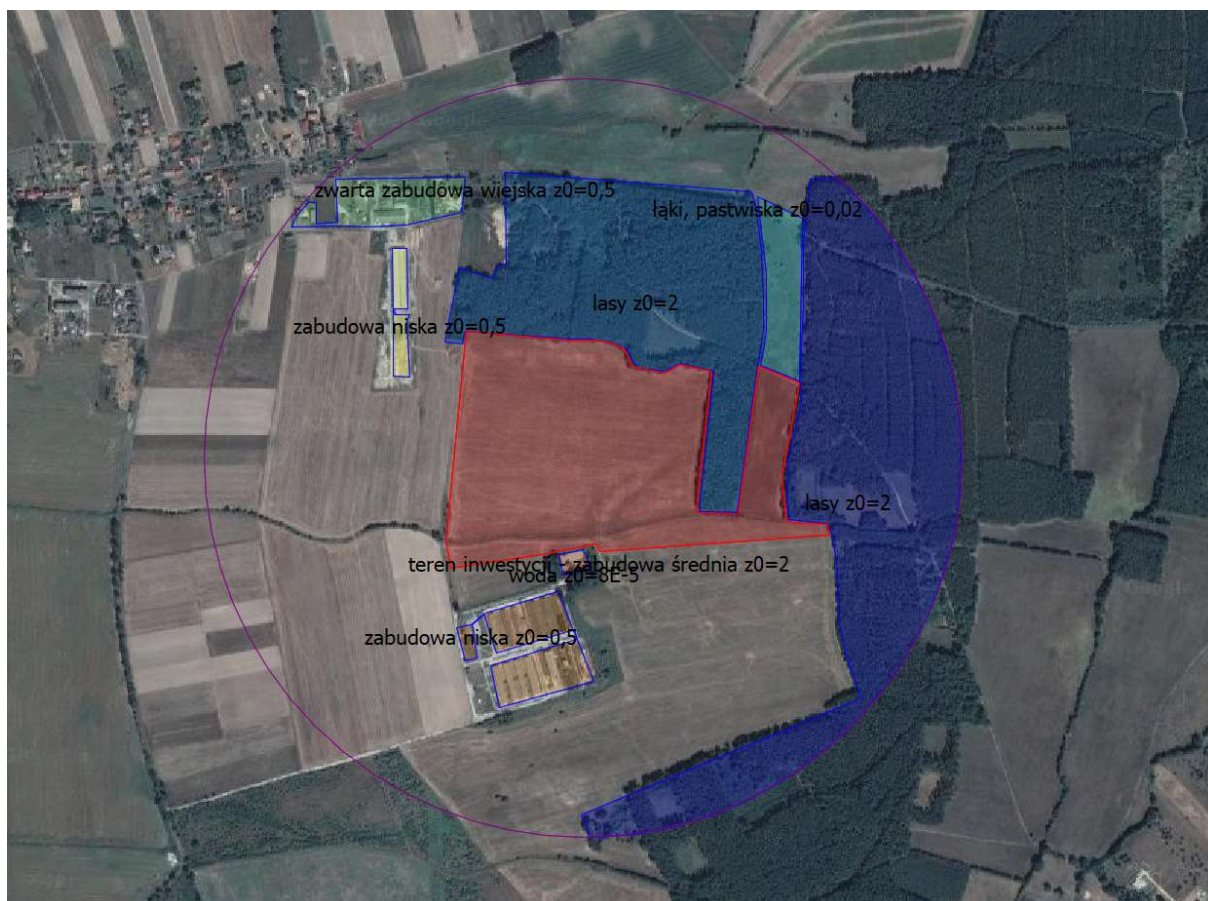 zwarta zabudowa wiejska z0=0,5
łąki, pastwiska z0=0,02
lasy z0=2
zabudowa niska z0=0,5
lasy z0=2
teren inwestycji - zabudowa średnia z0=2
woda z0=8E-5
zabudowa niska z0=0,5